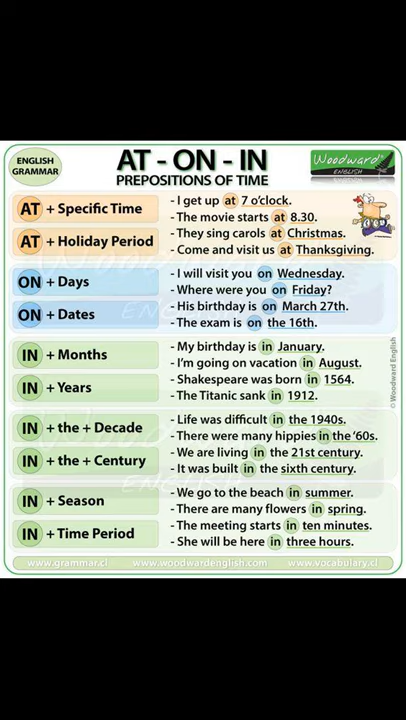 ENGLISH
GRAMMAR
AT - ON - IN
PREPOSITIONS OF TIME
Woodward
ENGLISH
AT + Specific Time
- I get up at 7 o'clock.
- The movie starts at 8.30.
AT + Holiday Period
- They sing carols at Christmas.
- Come and visit us at Thanksgiving.
ON + Days
- I will visit you on Wednesday.
- Where were you on Friday?
ON + Dates
- His birthday is on March 27th.
- The exam is on the 16th.
IN + Months
- My birthday is in January.
- I'm going on vacation in August.
IN + Years
- Shakespeare was born in 1564.
- The Titanic sank in 1912.
IN + the + Decade
- Life was difficult in the 1940s.
- There were many hippies in the '60s.
IN + the + Century
- We are living in the 21st century.
- It was built in the sixth century.
IN + Season
- We go to the beach in summer.
- There are many flowers in spring.
IN + Time Period
- The meeting starts in ten minutes.
- She will be here in three hours.
© Woodward English
www.grammar.cl www.woodwardenglish.com www.vocabulary.cl